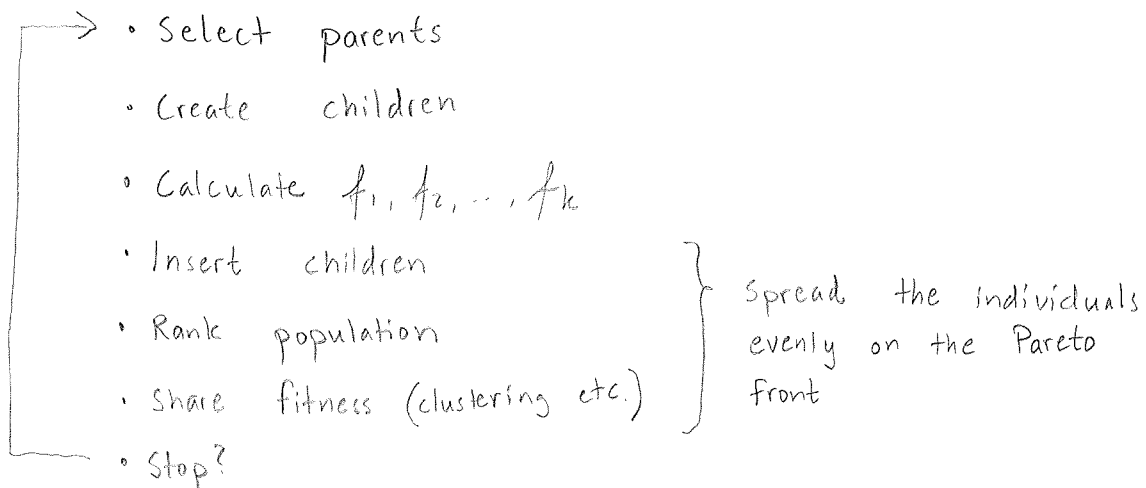 • Select parents
• Create children
• Calculate f₁, f₂, ..., fₖ
• Insert children
• Rank population
• Share fitness (clustering etc.)
• Stop?
Spread the individuals
evenly on the Pareto
front